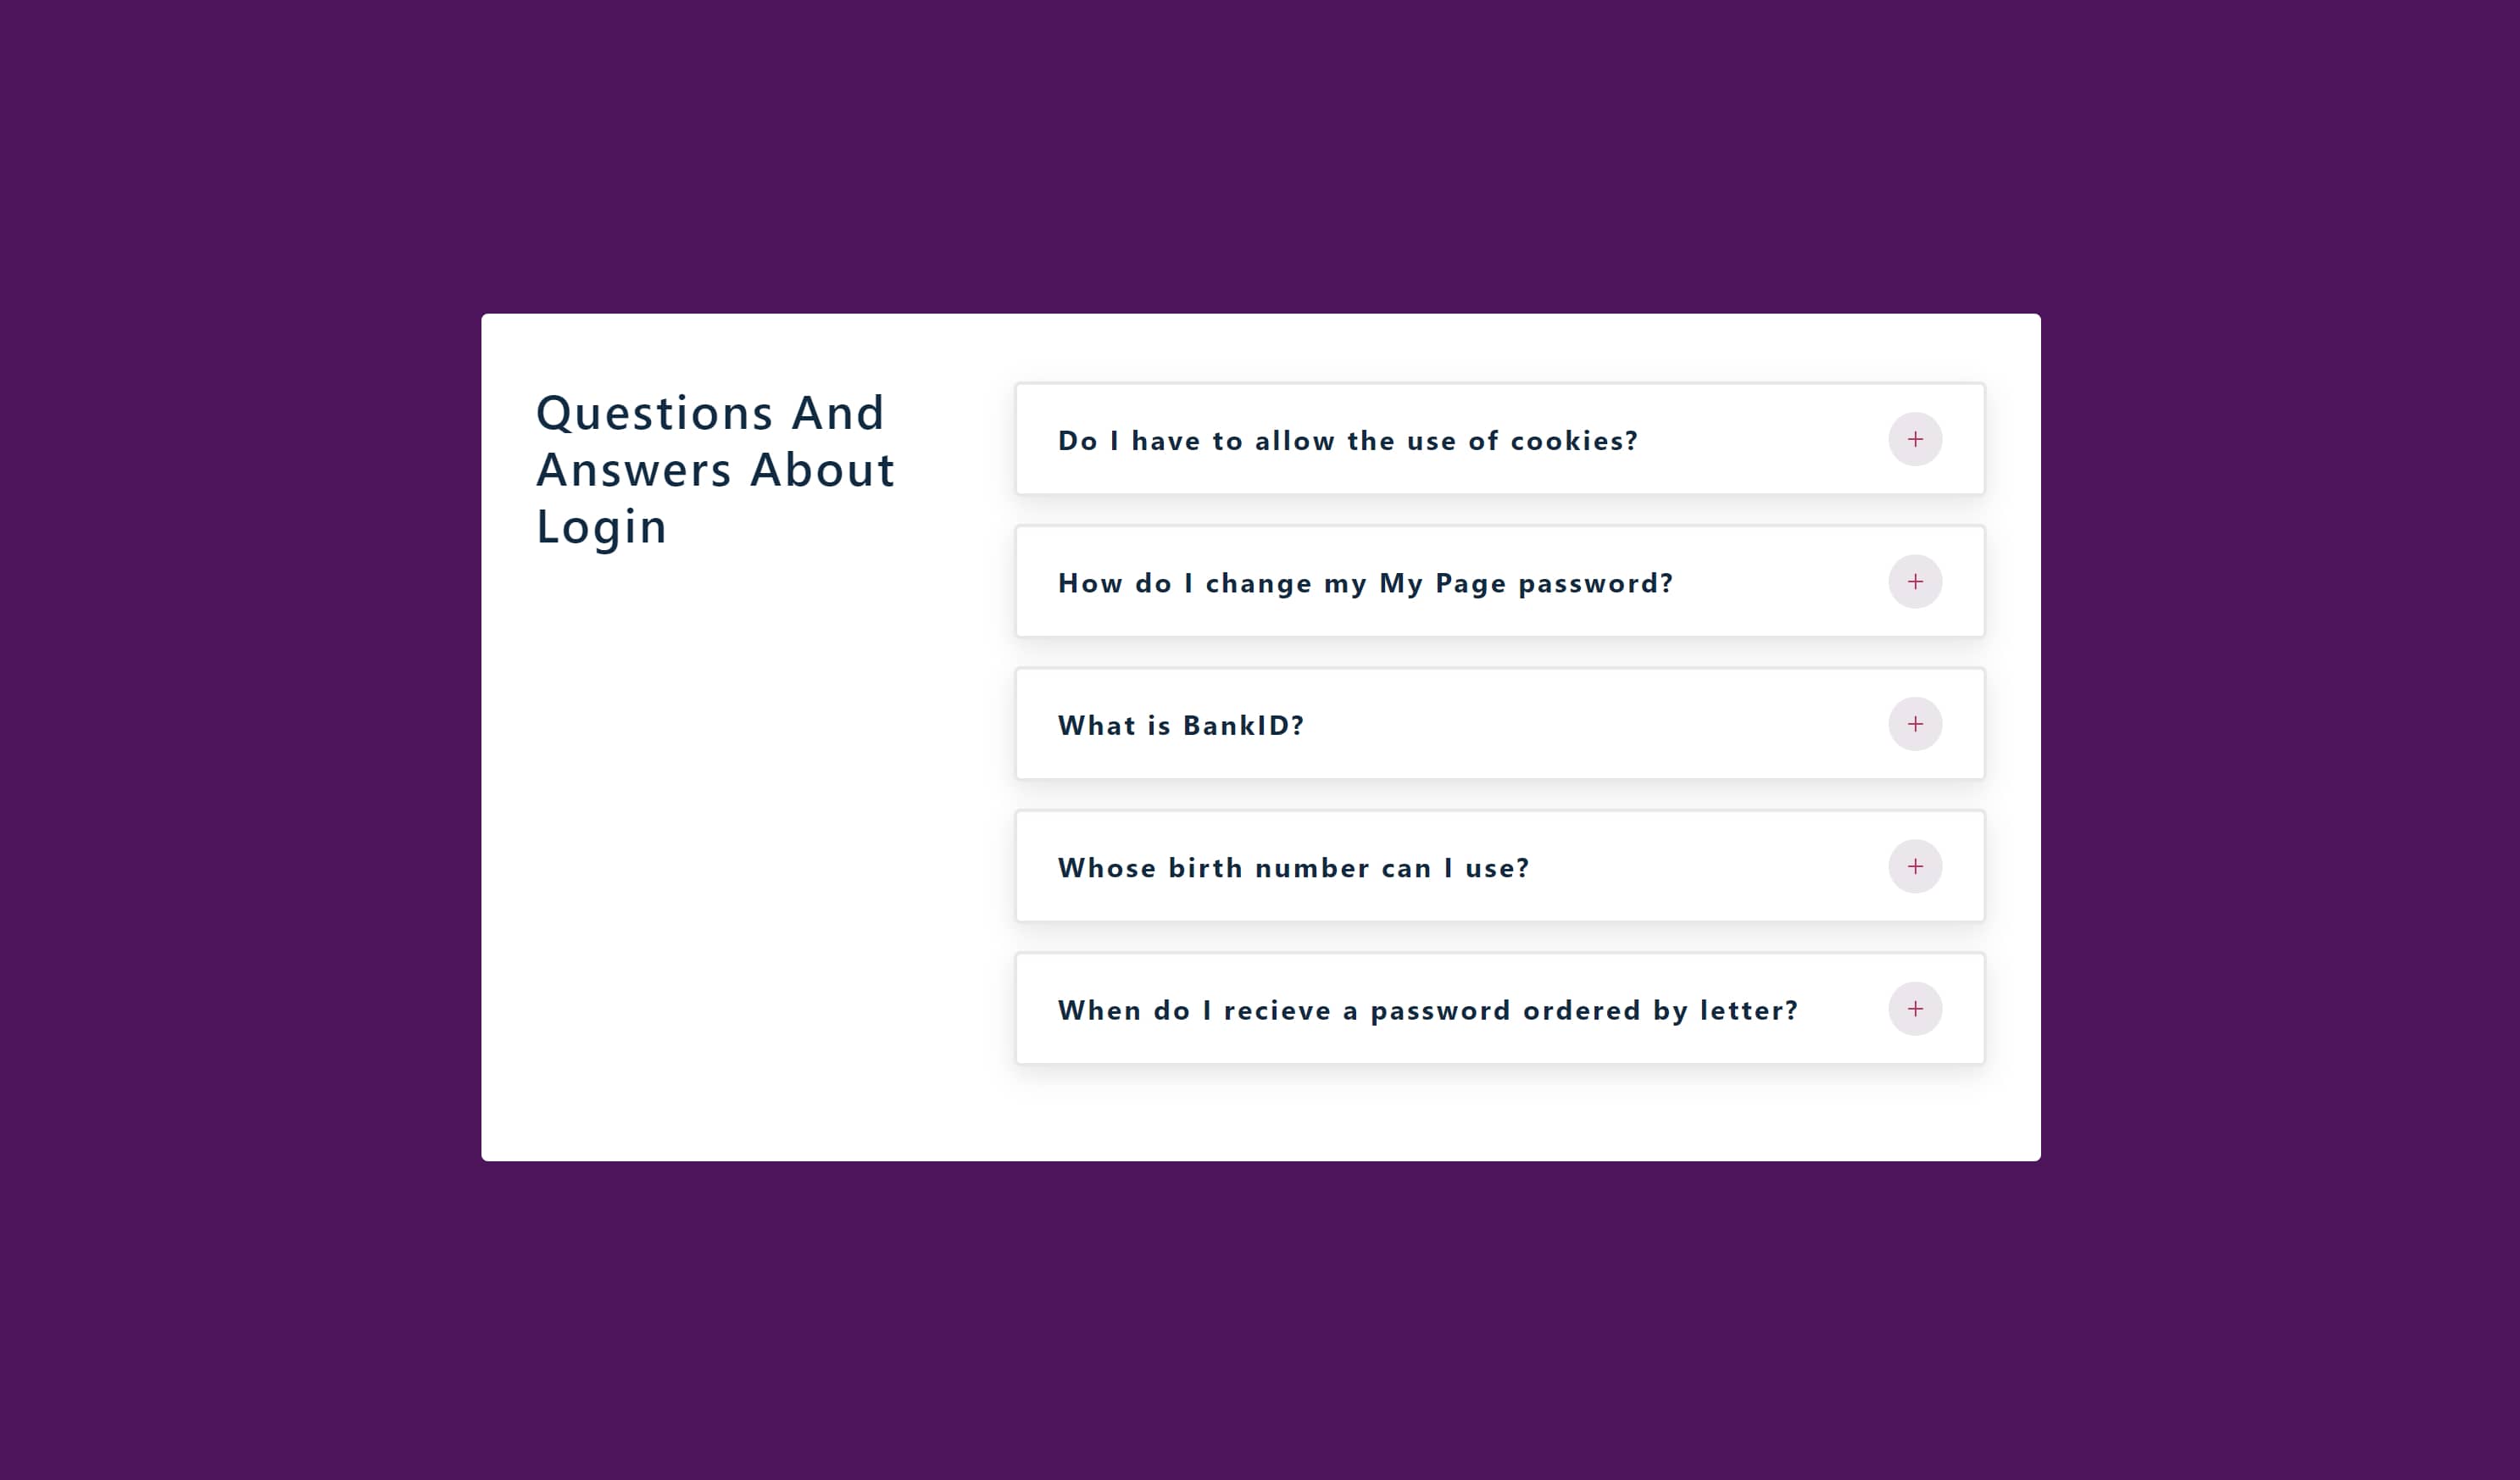 Questions And
Answers About
Login
Do I have to allow the use of cookies?
How do I change my My Page password?
What is BankID?
Whose birth number can I use?
When do I recieve a password ordered by letter?